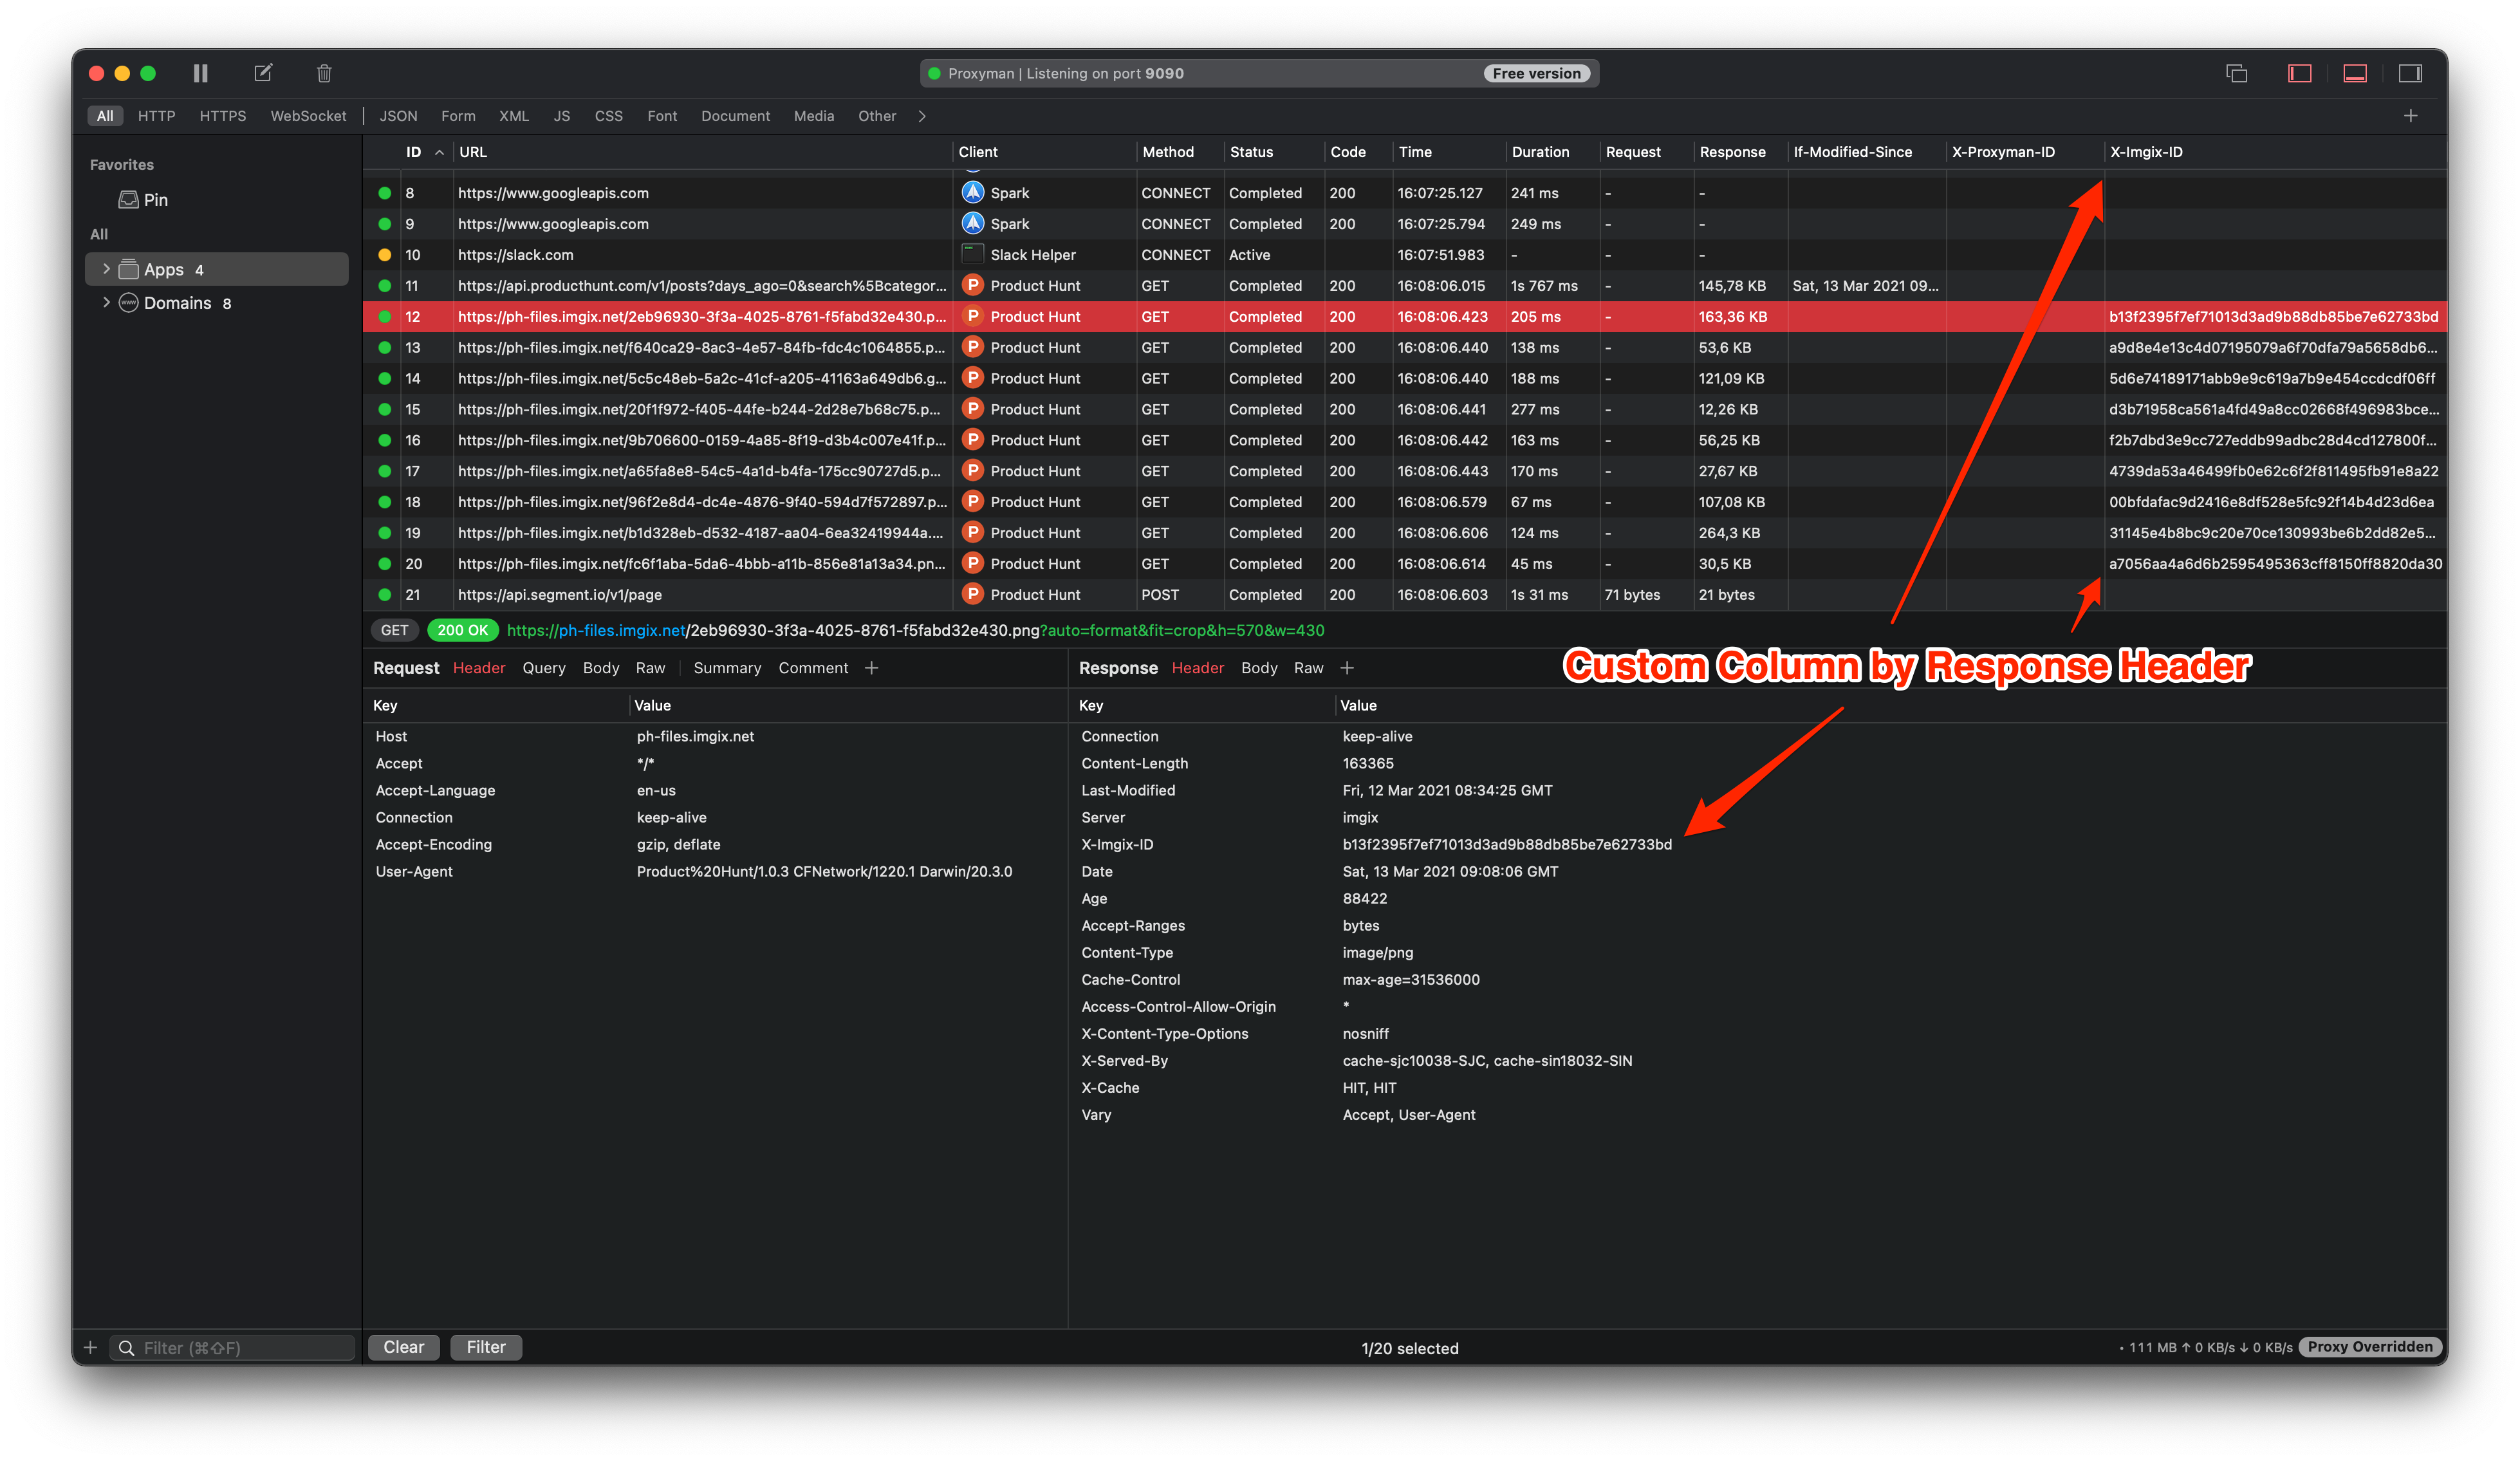 Proxyman | Listening on port 9090 Free version
All HTTP HTTPS WebSocket JSON Form XML JS CSS Font Document Media Other
Favorites
Pin
All
Apps 4
Domains 8
ID URL Client Method Status Code Time Duration Request Response If-Modified-Since X-Proxyman-ID X-Imgix-ID
8 https://www.googleapis.com Spark CONNECT Completed 200 16:07:25.127 241 ms - -
9 https://www.googleapis.com Spark CONNECT Completed 200 16:07:25.794 249 ms - -
10 https://slack.com Slack Helper CONNECT Active 16:07:51.983 - - -
11 https://api.producthunt.com/v1/posts?days_ago=0&search%5Bcategor... P Product Hunt GET Completed 200 16:08:06.015 1s 767 ms - 145,78 KB Sat, 13 Mar 2021 09...
12 https://ph-files.imgix.net/2eb96930-3f3a-4025-8761-f5fabd32e430.p... P Product Hunt GET Completed 200 16:08:06.423 205 ms - 163,36 KB b13f2395f7ef71013d3ad9b88db85be7e62733bd
13 https://ph-files.imgix.net/f640ca29-8ac3-4e57-84fb-fdc4c1064855.p... P Product Hunt GET Completed 200 16:08:06.440 138 ms - 53,6 KB a9d8e4e13c4d07195079a6f70dfa79a5658db6...
14 https://ph-files.imgix.net/5c5c48eb-5a2c-41cf-a205-41163a649db6.g... P Product Hunt GET Completed 200 16:08:06.440 188 ms - 121,09 KB 5d6e74189171abb9e9c619a7b9e454ccdcdf06ff
15 https://ph-files.imgix.net/20f1f972-f405-44fe-b244-2d28e7b68c75.p... P Product Hunt GET Completed 200 16:08:06.441 277 ms - 12,26 KB d3b71958ca561a4fd49a8cc02668f496983bce...
16 https://ph-files.imgix.net/9b706600-0159-4a85-8f19-d3b4c007e41f.p... P Product Hunt GET Completed 200 16:08:06.442 163 ms - 56,25 KB f2b7dbd3e9cc727eddb99adbc28d4cd127800f...
17 https://ph-files.imgix.net/a65fa8e8-54c5-4a1d-b4fa-175cc90727d5.p... P Product Hunt GET Completed 200 16:08:06.443 170 ms - 27,67 KB 4739da53a46499fb0e62c6f2f811495fb91e8a22
18 https://ph-files.imgix.net/96f2e8d4-dc4e-4876-9f40-594d7f572897.p... P Product Hunt GET Completed 200 16:08:06.579 67 ms - 107,08 KB 00bfdafac9d2416e8df528e5fc92f14b4d23d6ea
19 https://ph-files.imgix.net/b1d328eb-d532-4187-aa04-6ea32419944a.... P Product Hunt GET Completed 200 16:08:06.606 124 ms - 264,3 KB 31145e4b8bc9c20e70ce130993be6b2dd82e5...
20 https://ph-files.imgix.net/fc6f1aba-5da6-4bbb-a11b-856e81a13a34.pn... P Product Hunt GET Completed 200 16:08:06.614 45 ms - 30,5 KB a7056aa4a6d6b2595495363cff8150ff8820da30
21 https://api.segment.io/v1/page P Product Hunt POST Completed 200 16:08:06.603 1s 31 ms 71 bytes 21 bytes
GET 200 OK https://ph-files.imgix.net/2eb96930-3f3a-4025-8761-f5fabd32e430.png?auto=format&fit=crop&h=570&w=430
Request Header Query Body Raw Summary Comment
Response Header Body Raw
Custom Column by Response Header
Key Value
Host ph-files.imgix.net
Accept */*
Accept-Language en-us
Connection keep-alive
Accept-Encoding gzip, deflate
User-Agent Product%20Hunt/1.0.3 CFNetwork/1220.1 Darwin/20.3.0
Key Value
Connection keep-alive
Content-Length 163365
Last-Modified Fri, 12 Mar 2021 08:34:25 GMT
Server imgix
X-Imgix-ID b13f2395f7ef71013d3ad9b88db85be7e62733bd
Date Sat, 13 Mar 2021 09:08:06 GMT
Age 88422
Accept-Ranges bytes
Content-Type image/png
Cache-Control max-age=31536000
Access-Control-Allow-Origin *
X-Content-Type-Options nosniff
X-Served-By cache-sjc10038-SJC, cache-sin18032-SIN
X-Cache HIT, HIT
Vary Accept, User-Agent
Filter (⌘⇧F) Clear Filter 1/20 selected • 111 MB ↑ 0 KB/s ↓ 0 KB/s Proxy Overridden